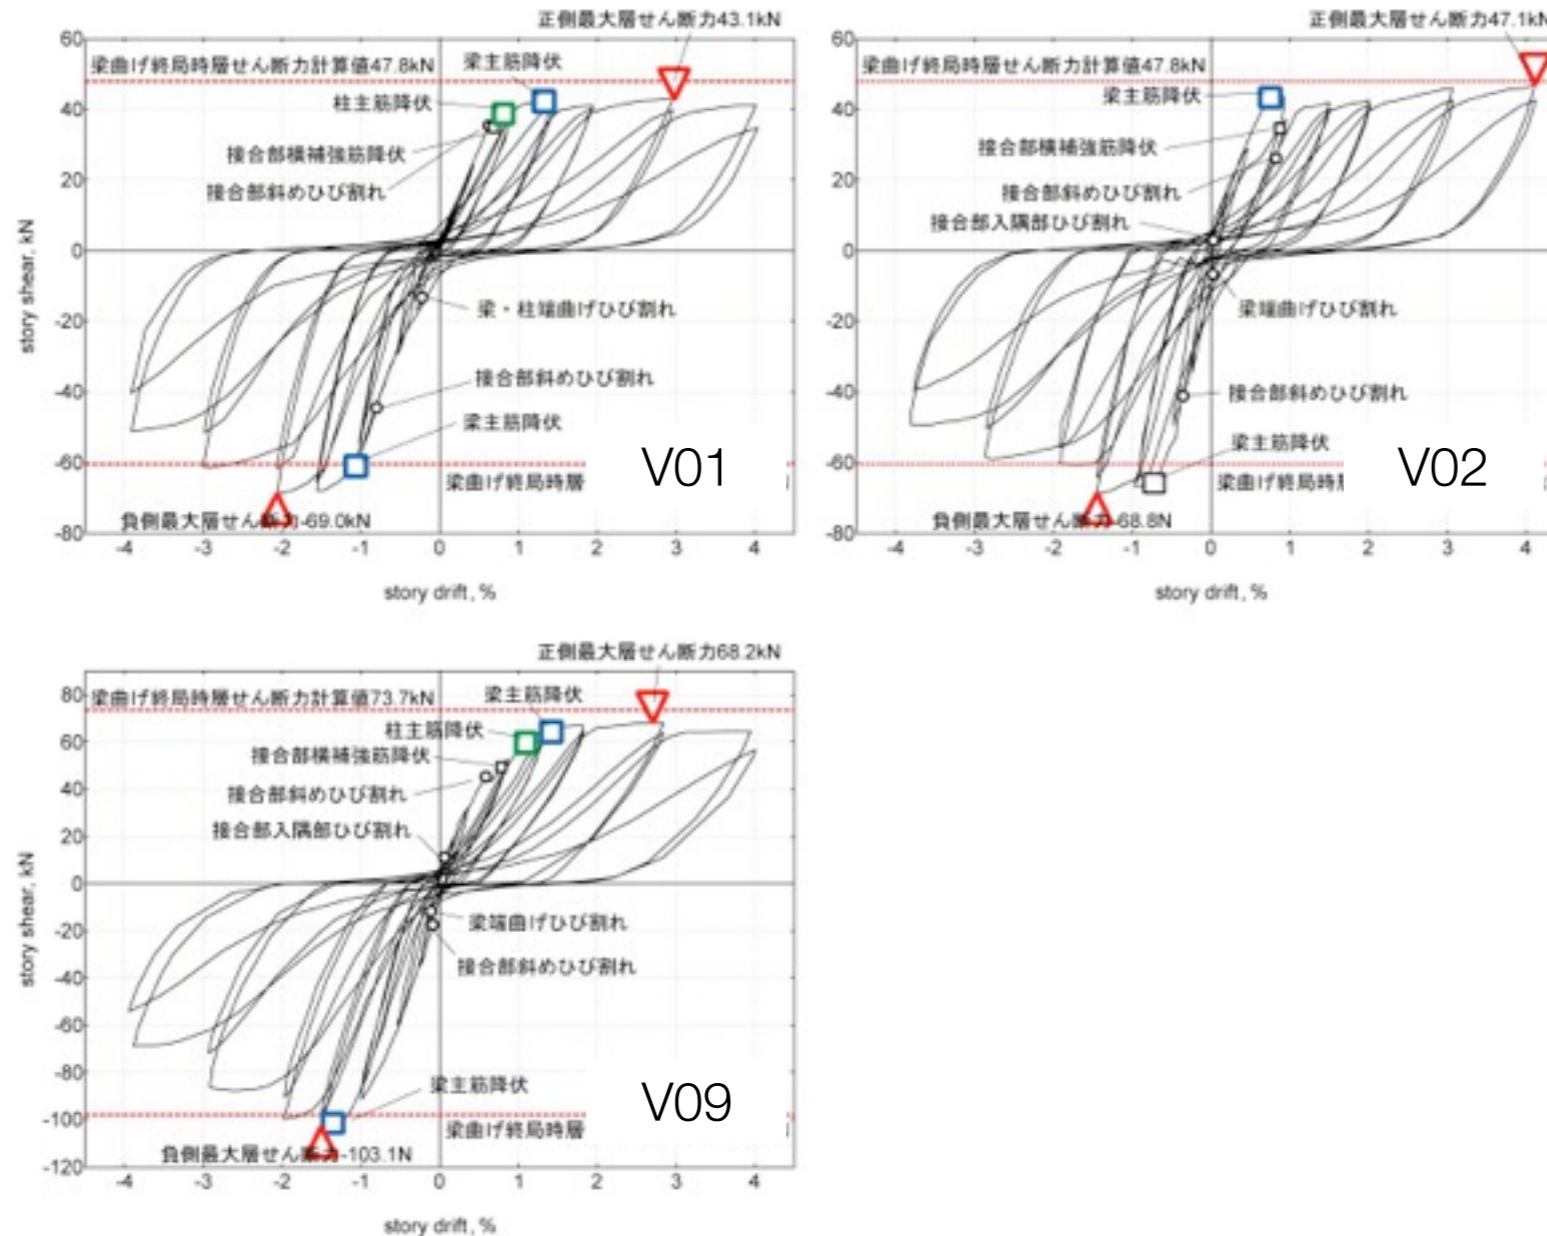 正側最大層せん断力43.1kN
60
梁曲げ終局時層せん断力計算値47.8kN
梁主筋降伏
柱主筋降伏
40
接合部横補強筋降伏
20
接合部斜めひび割れ
0
story shear, kN
梁・柱端曲げひび割れ
-20
接合部斜めひび割れ
-40
梁主筋降伏
-60
梁曲げ終局時層
V01
負側最大層せん断力-69.0kN
-80
-4 -3 -2 -1 0 1 2 3 4
story drift, %
正側最大層せん断力47.1kN
60
梁曲げ終局時層せん断力計算値47.8kN
梁主筋降伏
40
接合部横補強筋降伏
20
接合部斜めひび割れ
接合部入隅部ひび割れ
0
梁端曲げひび割れ
-20
-40
接合部斜めひび割れ
梁主筋降伏
-60
梁曲げ終局時
V02
負側最大層せん断力-68.8N
-80
-4 -3 -2 -1 0 1 2 3 4
story drift, %
正側最大層せん断力68.2kN
80
梁曲げ終局時層せん断力計算値73.7kN
梁主筋降伏
柱主筋降伏
60
接合部横補強筋降伏
40
接合部斜めひび割れ
20
接合部入隅部ひび割れ
0
story shear, kN
梁端曲げひび割れ
-20
接合部斜めひび割れ
-40
-60
-80
梁主筋降伏
-100
梁曲げ終局時層
V09
負側最大層せん断力-103.1N
-120
-4 -3 -2 -1 0 1 2 3 4
story drift, %